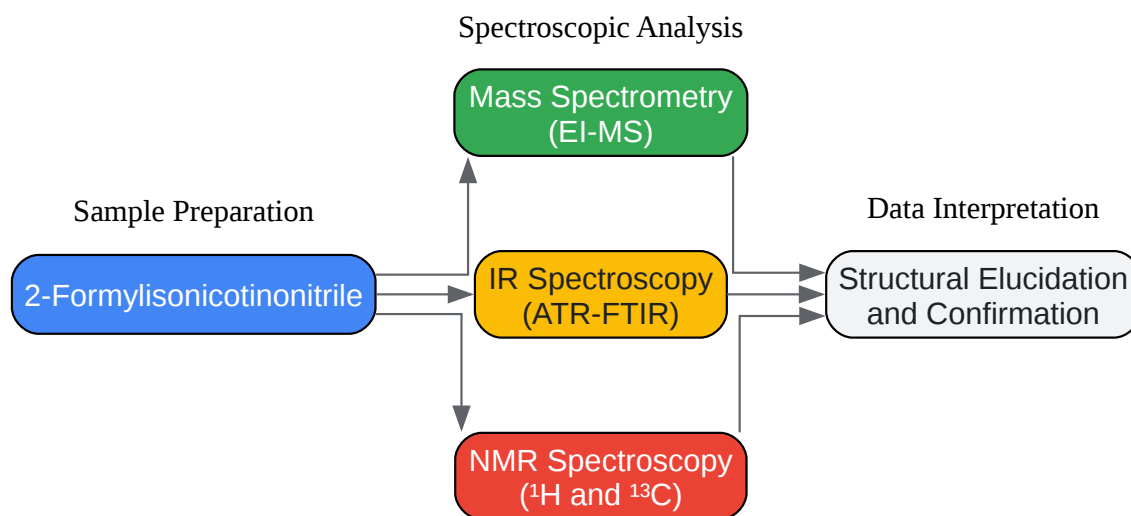 Spectroscopic Analysis
Mass Spectrometry
(EI-MS)
Sample Preparation
Data Interpretation
2-Formylisonicotinonitrile
IR Spectroscopy
(ATR-FTIR)
Structural Elucidation
and Confirmation
NMR Spectroscopy
(¹H and ¹³C)